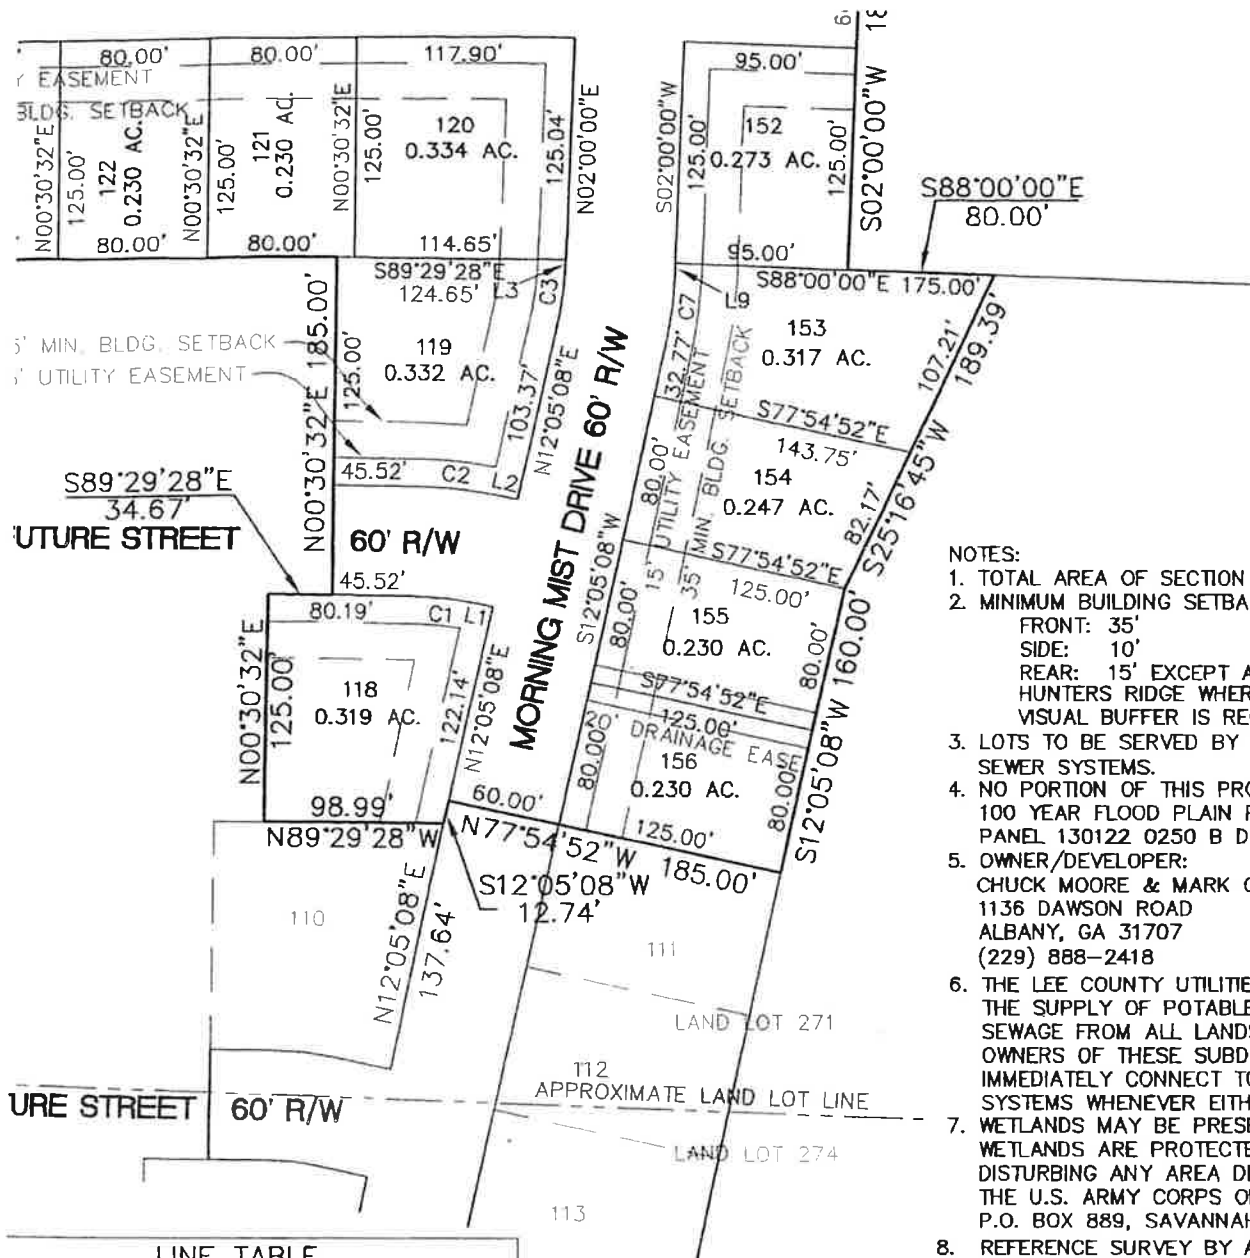 80.00'
80.00'
117.90'
Y EASEMENT
BLDG. SETBACK
N00°30'32"E
125.00'
122
0.230 AC.
N00°30'32"E
125.00'
121
0.230 AC.
N00°30'32"E
125.00'
120
0.334 AC.
125.04'
N02°00'00"E
80.00'
80.00'
114.65'
S89°29'28"E
124.65'
L3
C3
S02°00'00"W
125.00'
95.00'
152
0.273 AC.
125.00'
95.00'
S02°00'00"W
18
6
S88°00'00"E
80.00'
S88°00'00"E 175.00'
L9
C7
32.77'
153
0.317 AC.
107.21'
189.39'
5' MIN. BLDG. SETBACK
5' UTILITY EASEMENT
N00°30'32"E 185.00'
125.00'
119
0.332 AC.
103.37'
N12°05'08"E
45.52'
C2
L2
S77°54'52"E
143.75'
154
0.247 AC.
80.00'
82.17'
S25°16'45"W
15' UTILITY EASEMENT
35' MIN. BLDG. SETBACK
MORNING MIST DRIVE 60' R/W
S89°29'28"E
34.67'
UTURE STREET
60' R/W
45.52'
80.19'
C1
L1
N00°30'32"E
125.00'
118
0.319 AC.
122.14'
N12°05'08"E
98.99'
N89°29'28"W
S12°05'08"W
80.00'
S77°54'52"E
125.00'
155
0.230 AC.
80.00'
S12°05'08"W 160.00'
S77°54'52"E
125.00'
20' DRAINAGE EASE
156
0.230 AC.
80.00'
80.00'
125.00'
60.00'
N77°54'52"W 185.00'
S12°05'08"W
12.74'
N12°05'08"E
137.64'
110
111
LAND LOT 271
112
APPROXIMATE LAND LOT LINE
LAND LOT 274
113
URE STREET
60' R/W
LINE TABLE
NOTES:
1. TOTAL AREA OF SECTION
2. MINIMUM BUILDING SETBA
FRONT: 35'
SIDE: 10'
REAR: 15' EXCEPT A
HUNTERS RIDGE WHER
VISUAL BUFFER IS RE
3. LOTS TO BE SERVED BY
SEWER SYSTEMS.
4. NO PORTION OF THIS PRO
100 YEAR FLOOD PLAIN
PANEL 130122 0250 B D
5. OWNER/DEVELOPER:
CHUCK MOORE & MARK
1136 DAWSON ROAD
ALBANY, GA 31707
(229) 888-2418
6. THE LEE COUNTY UTILITIE
THE SUPPLY OF POTABLE
SEWAGE FROM ALL LANDS
OWNERS OF THESE SUBD
IMMEDIATELY CONNECT TO
SYSTEMS WHENEVER EITH
7. WETLANDS MAY BE PRESE
WETLANDS ARE PROTECTE
DISTURBING ANY AREA DE
THE U.S. ARMY CORPS O
P.O. BOX 889, SAVANNAH
8. REFERENCE SURVEY BY A